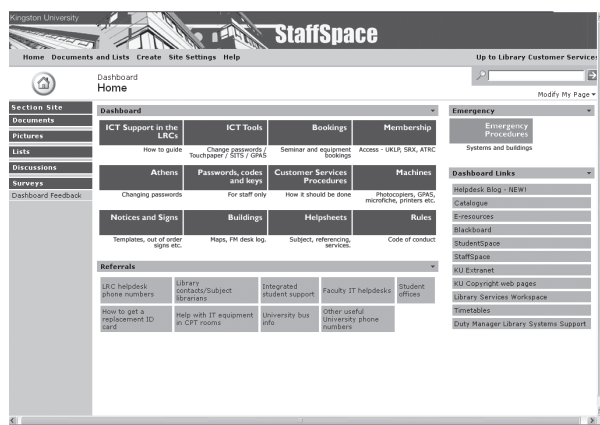 Kingston University
StaffSpace
Home Documents and Lists Create Site Settings Help
Up to Library Customer Services
Dashboard
Home
Modify My Page
Section Site
Documents
Pictures
Lists
Discussions
Surveys
Dashboard Feedback
Dashboard
ICT Support in the
LRCs
How to guide
ICT Tools
Change passwords /
Touchpaper / SITS / GPAS
Bookings
Seminar and equipment
bookings
Membership
Access - UKLP, SRX, ATRC
Athens
Changing passwords
Passwords, codes
and keys
For staff only
Customer Services
Procedures
How it should be done
Machines
Photocopiers, GPAS,
microfiche, printers etc.
Notices and Signs
Templates, out of order
signs etc.
Buildings
Maps, FM desk log.
Helpsheets
Subject, referencing,
services.
Rules
Code of conduct
Referrals
LRC helpdesk
phone numbers
Library
contacts/Subject
librarians
Integrated
student support
Faculty IT helpdesks
Student
offices
How to get a
replacement ID
card
Help with IT equipment
in CPT rooms
University bus
info
Other useful
University phone
numbers
Emergency
Emergency
Procedures
Systems and buildings
Dashboard Links
Helpdesk Blog - NEW!
Catalogue
E-resources
Blackboard
StudentSpace
StaffSpace
KU Extranet
KU Copyright web pages
Library Services Workspace
Timetables
Duty Manager Library Systems Support